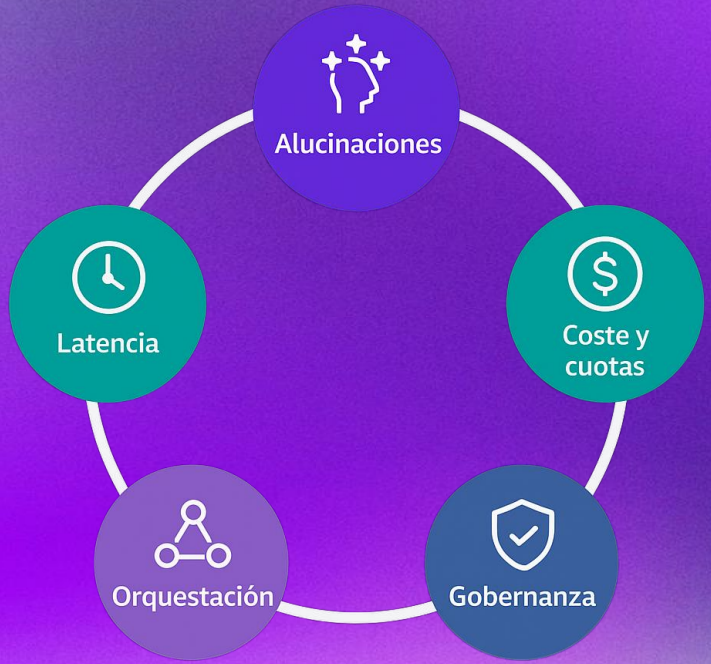 Alucinaciones
Latencia
Coste y
cuotas
Orquestación
Gobernanza